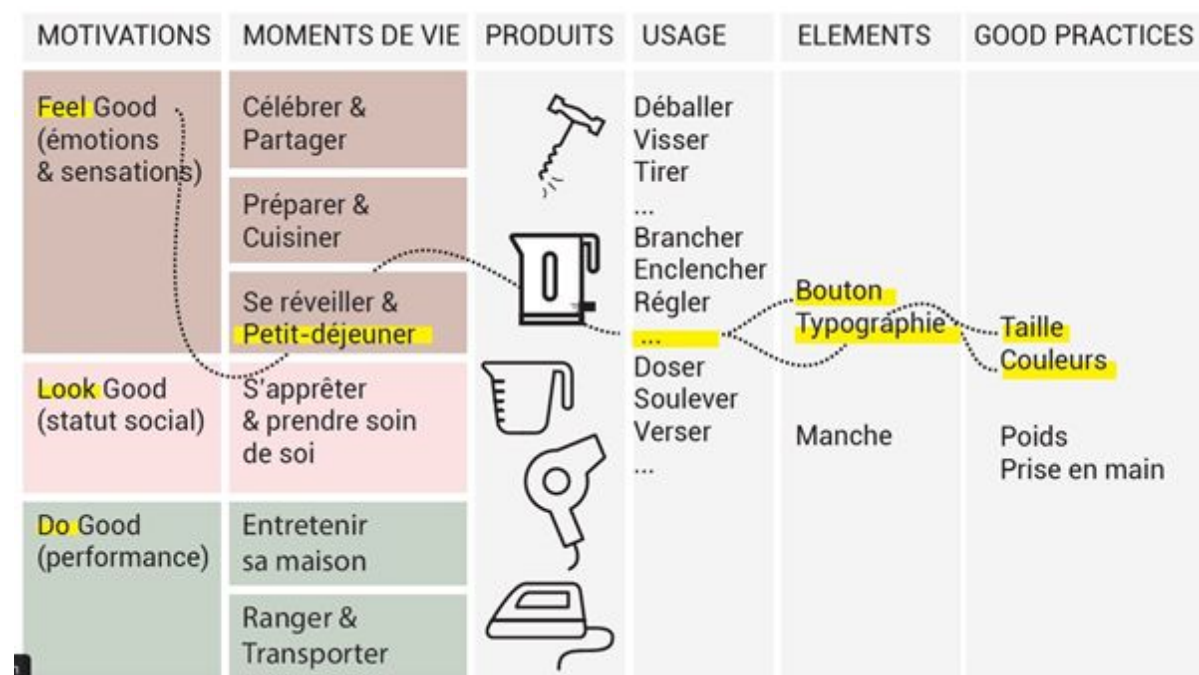 MOTIVATIONS
MOMENTS DE VIE
PRODUITS
USAGE
ELEMENTS
GOOD PRACTICES
Feel Good
(émotions
& sensations)
Look Good
(statut social)
Do Good
(performance)
Célébrer &
Partager
Préparer &
Cuisiner
Se réveiller &
Petit-déjeuner
S'apprêter
& prendre soin
de soi
Entretenir
sa maison
Ranger &
Transporter
Déballer
Visser
Tirer
...
Brancher
Enclencher
Régler
...
Doser
Soulever
Verser
...
Bouton
Typographie
Manche
Taille
Couleurs
Poids
Prise en main